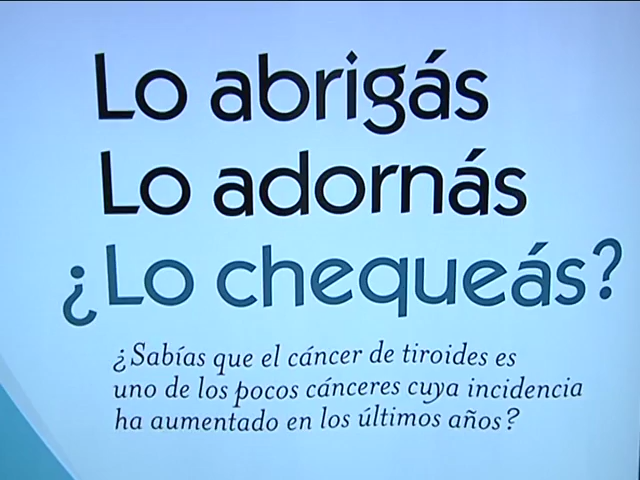 Lo abrigás
Lo adornás
¿Lo chequeás?
¿Sabías que el cáncer de tiroides es
uno de los pocos cánceres cuya incidencia
ha aumentado en los últimos años?